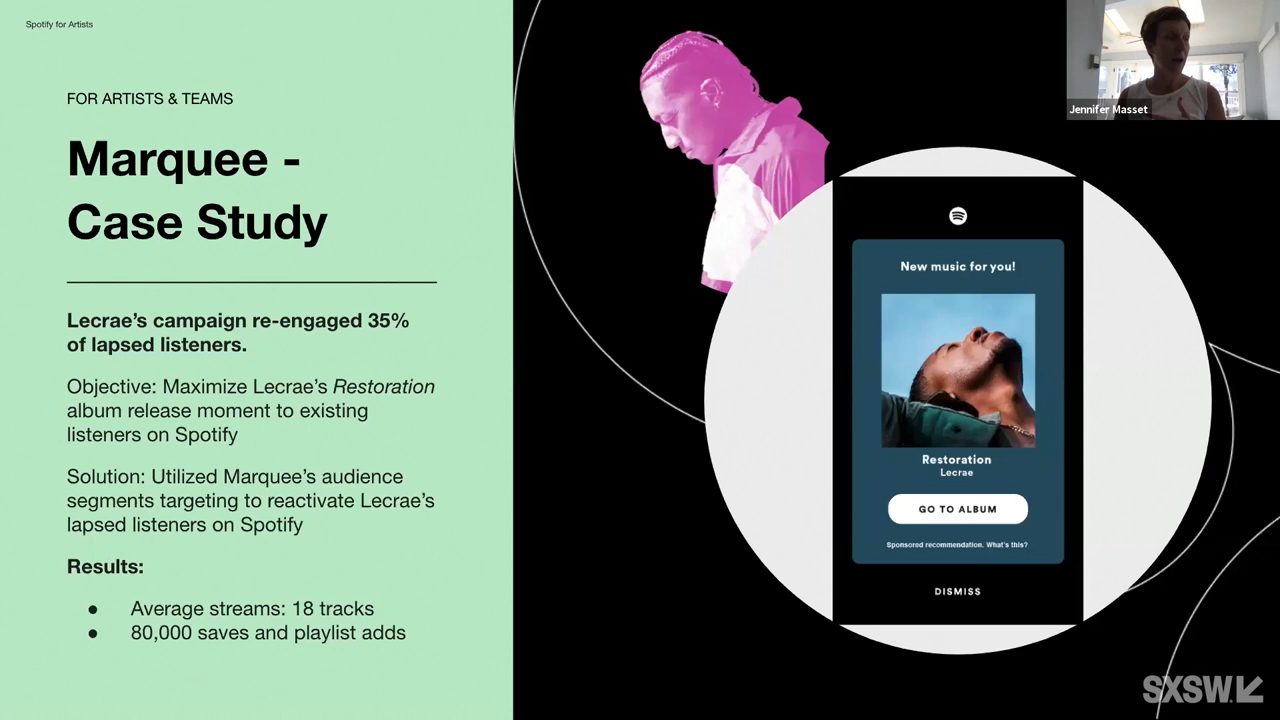 Spotify for Artists
FOR ARTISTS & TEAMS
Marquee -
Case Study
Lecrae’s campaign re-engaged 35%
of lapsed listeners.
Objective: Maximize Lecrae’s Restoration
album release moment to existing
listeners on Spotify
Solution: Utilized Marquee’s audience
segments targeting to reactivate Lecrae’s
lapsed listeners on Spotify
Results:
● Average streams: 18 tracks
● 80,000 saves and playlist adds
New music for you!
Restoration
Lecrae
GO TO ALBUM
Sponsored recommendation. What's this?
DISMISS
Jennifer Masset
SXSW.